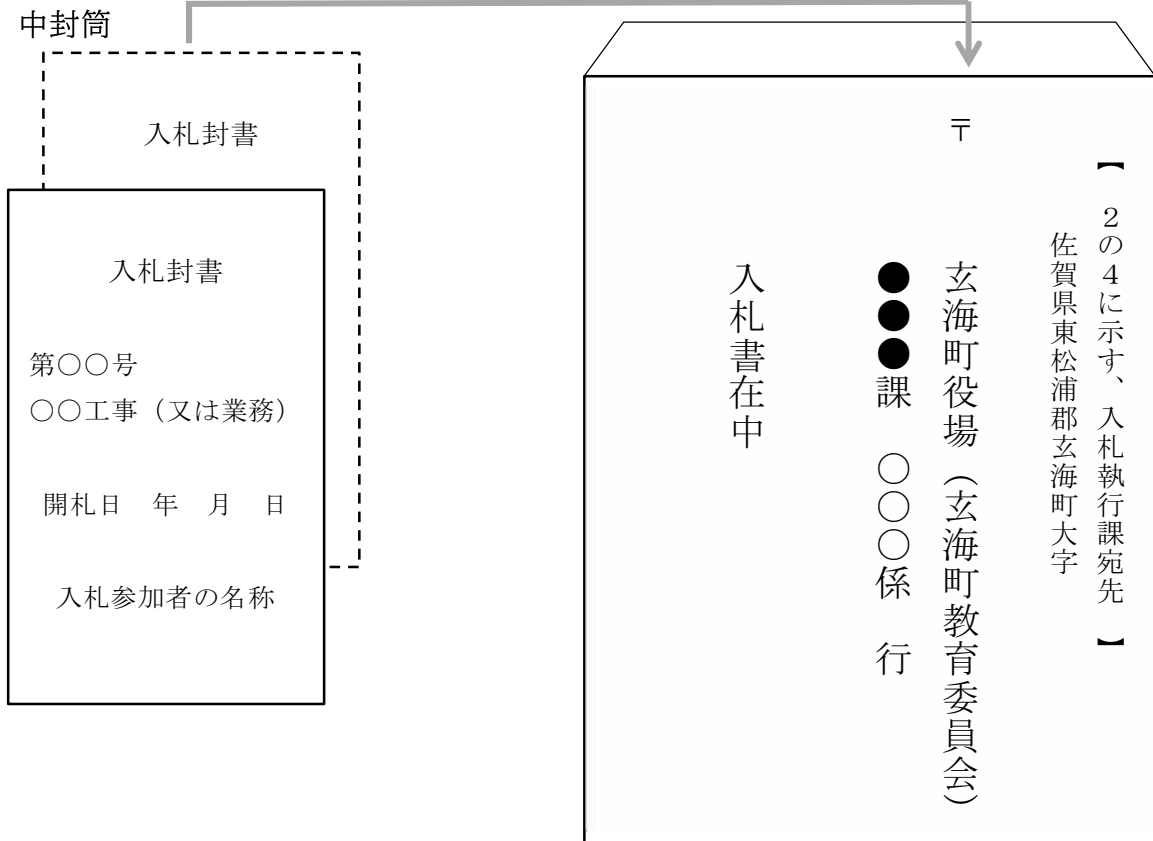 中封筒
入札封書
入札封書
第○○号
○○工事（又は業務）
開札日　年　月　日
入札参加者の名称
〒
【　２の４に示す、入札執行課宛先　】
佐賀県東松浦郡玄海町大字
玄海町役場（玄海町教育委員会）
●●●課　○○○係　行
入札書在中